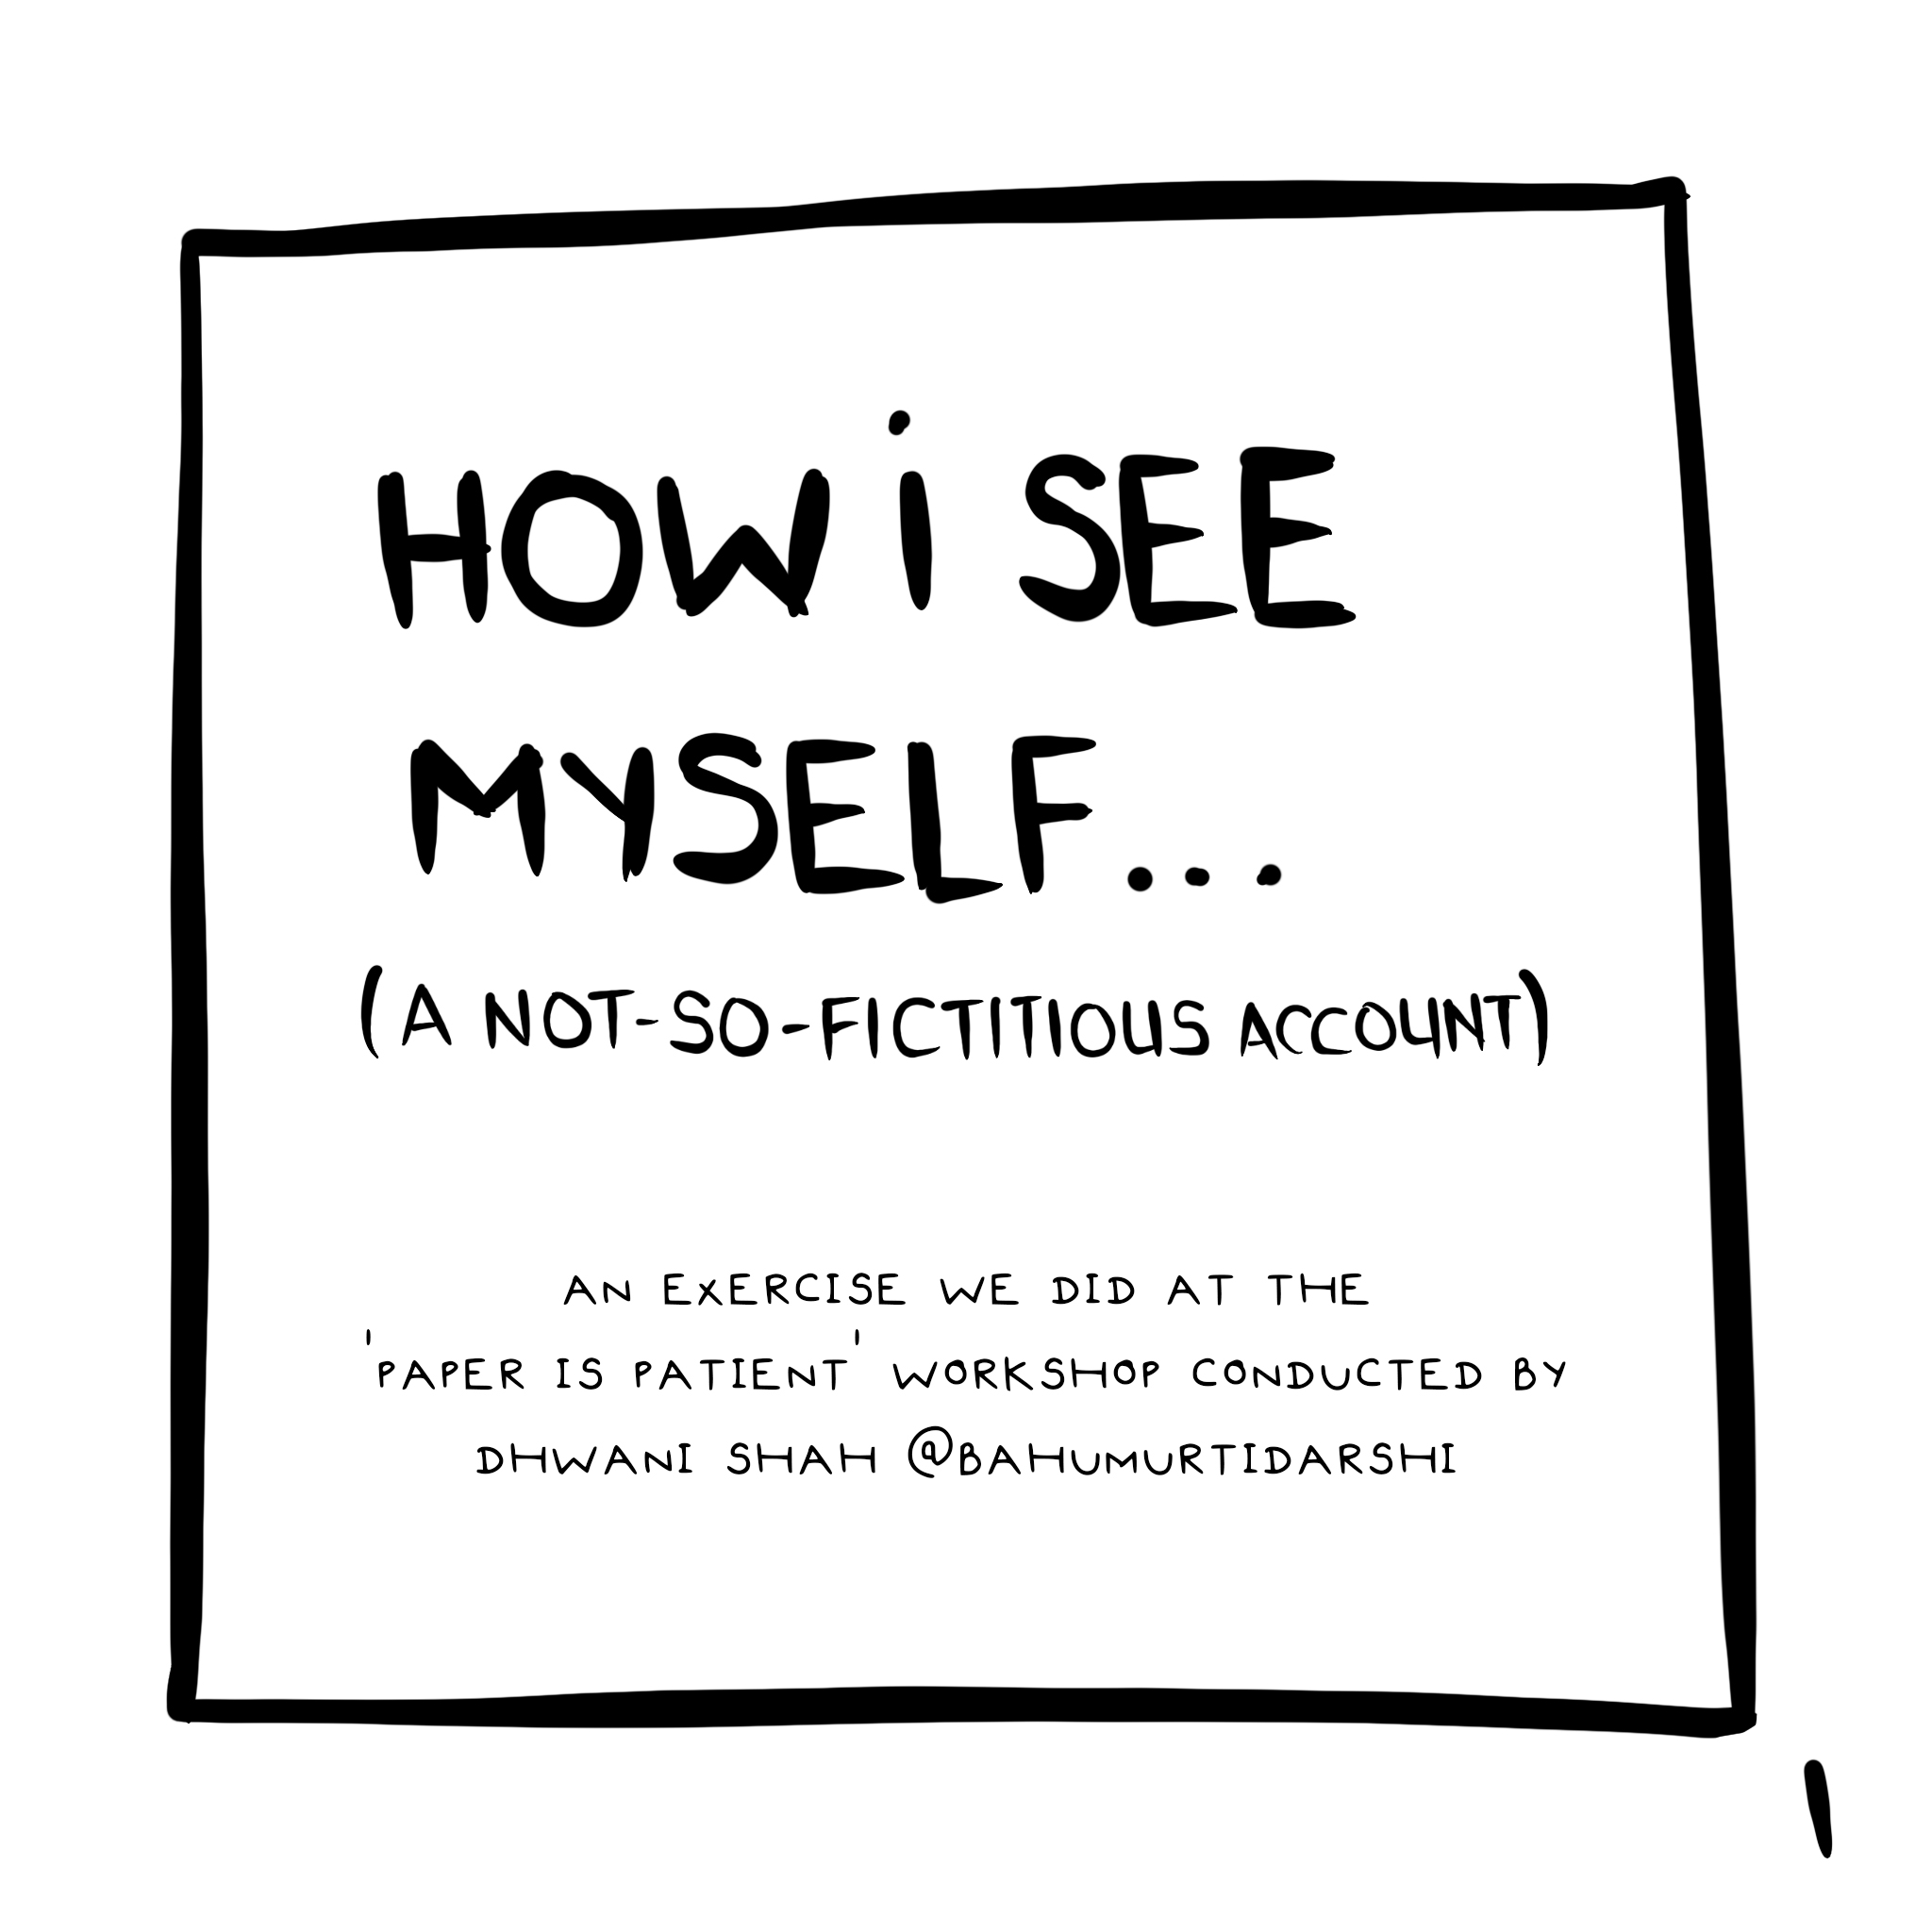 HOW i SEE
MYSELF...
(A NOT-SO-FICTITIOUS ACCOUNT)
AN EXERCISE WE DID AT THE
'PAPER IS PATIENT' WORKSHOP CONDUCTED BY
DHWANI SHAH @BAHUMURTIDARSHI
1